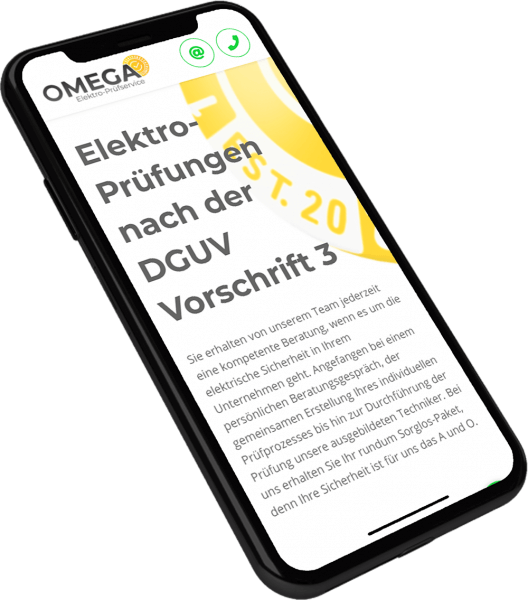 OMEGA
Elektro-Prüfservice
@
EST. 20
Elektro-
Prüfungen
nach der
DGUV
Vorschrift 3
Sie erhalten von unserem Team jederzeit
eine kompetente Beratung, wenn es um die
elektrische Sicherheit in Ihrem
Unternehmen geht. Angefangen bei einem
persönlichen Beratungsgespräch, der
gemeinsamen Erstellung Ihres individuellen
Prüfprozesses bis hin zur Durchführung der
Prüfung unsere ausgebildeten Techniker. Bei
uns erhalten Sie Ihr rundum Sorglos-Paket,
denn Ihre Sicherheit ist für uns das A und O.